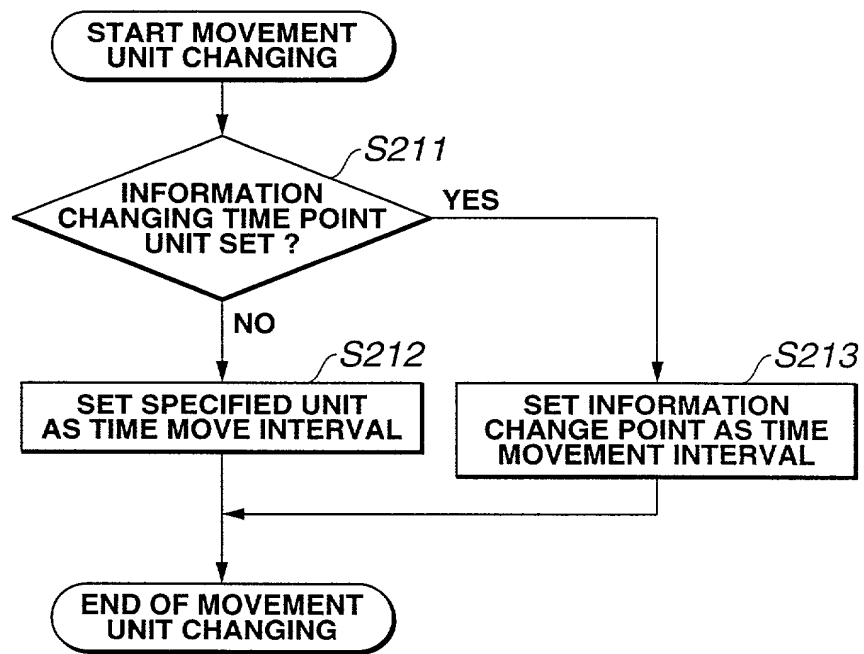 START MOVEMENT
UNIT CHANGING
S211
INFORMATION
CHANGING TIME POINT
UNIT SET ?
YES
NO
S212
SET SPECIFIED UNIT
AS TIME MOVE INTERVAL
S213
SET INFORMATION
CHANGE POINT AS TIME
MOVEMENT INTERVAL
END OF MOVEMENT
UNIT CHANGING